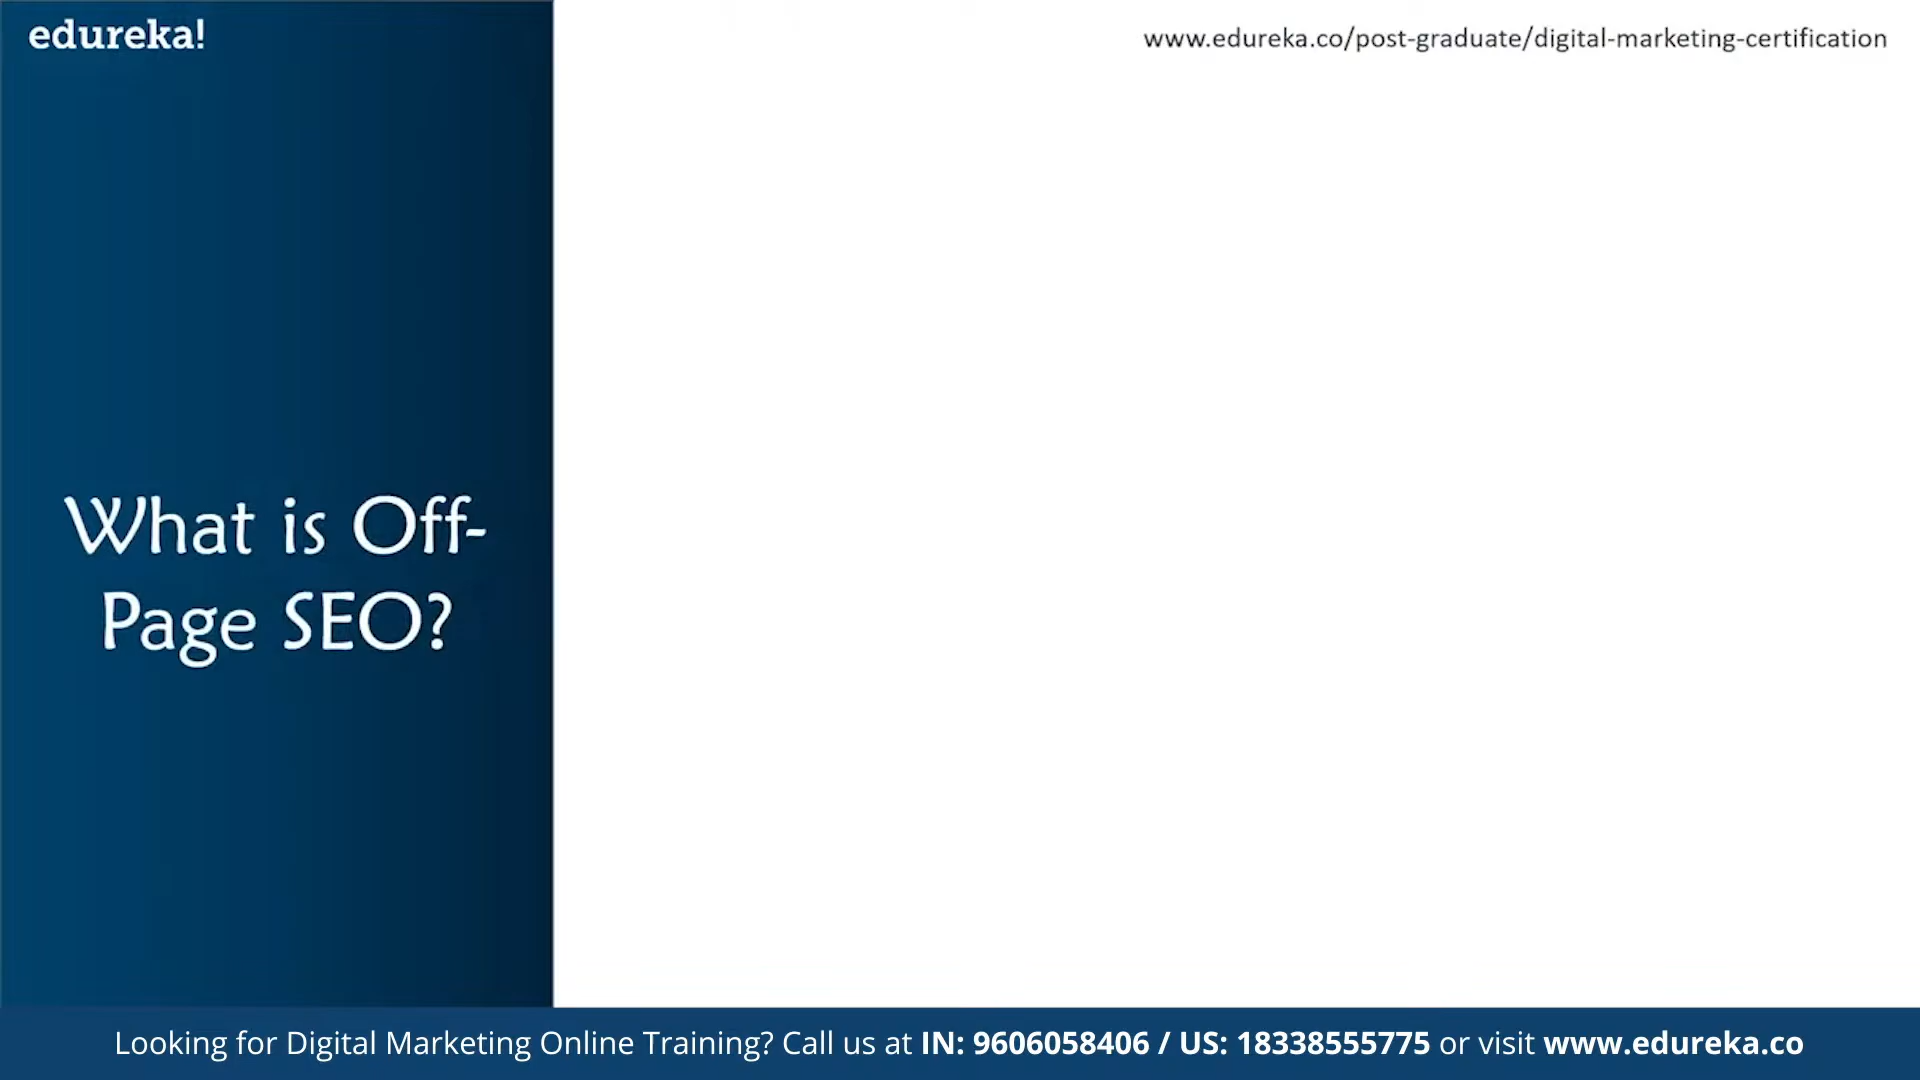 edureka!
www.edureka.co/post-graduate/digital-marketing-certification
What is Off-
Page SEO?
Looking for Digital Marketing Online Training? Call us at IN: 9606058406 / US: 18338555775 or visit www.edureka.co